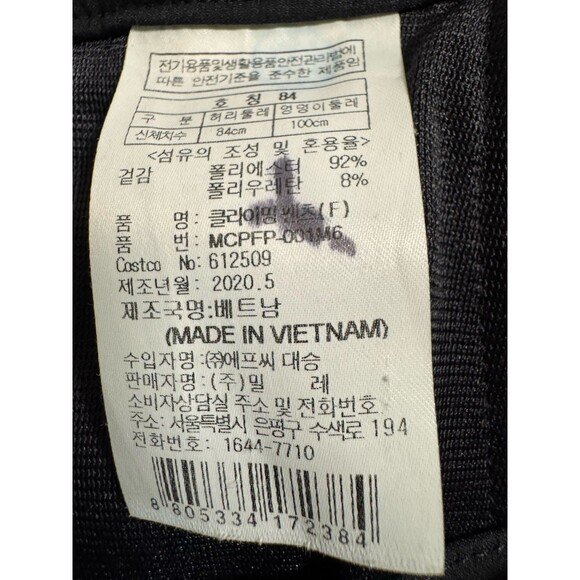 전기용품및생활용품안전관리법에
따른 안전기준을 준수한 제품임
호 칭 84
구 분 허리둘레 엉덩이둘레
신체치수 84cm 100cm
<섬유의 조성 및 혼용율>
겉감 폴리에스터 92%
폴리우레탄 8%
품 명: 클라이밍 팬츠(F)
품 번: MCPFP-001M6
Costco No: 612509
제조년월: 2020.5
제조국명:베트남
(MADE IN VIETNAM)
수입자명:㈜에프씨 대승
판매자명:(주)밀 레
소비자상담실 주소 및 전화번호
주소: 서울특별시 은평구 수색로 194
전화번호: 1644-7710
8 805334 172384